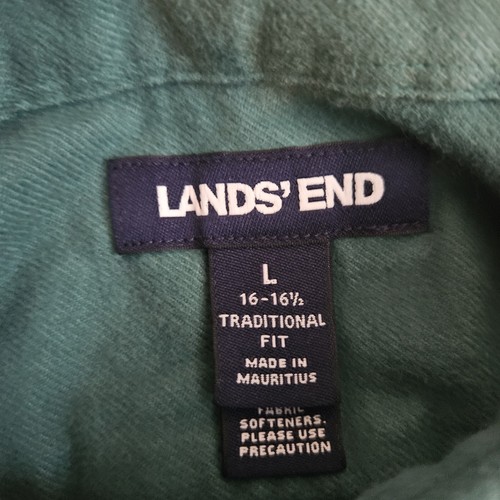 LANDS' END
L
16-16½
TRADITIONAL
FIT
MADE IN
MAURITIUS
FABRIC
SOFTENERS.
PLEASE USE
PRECAUTION